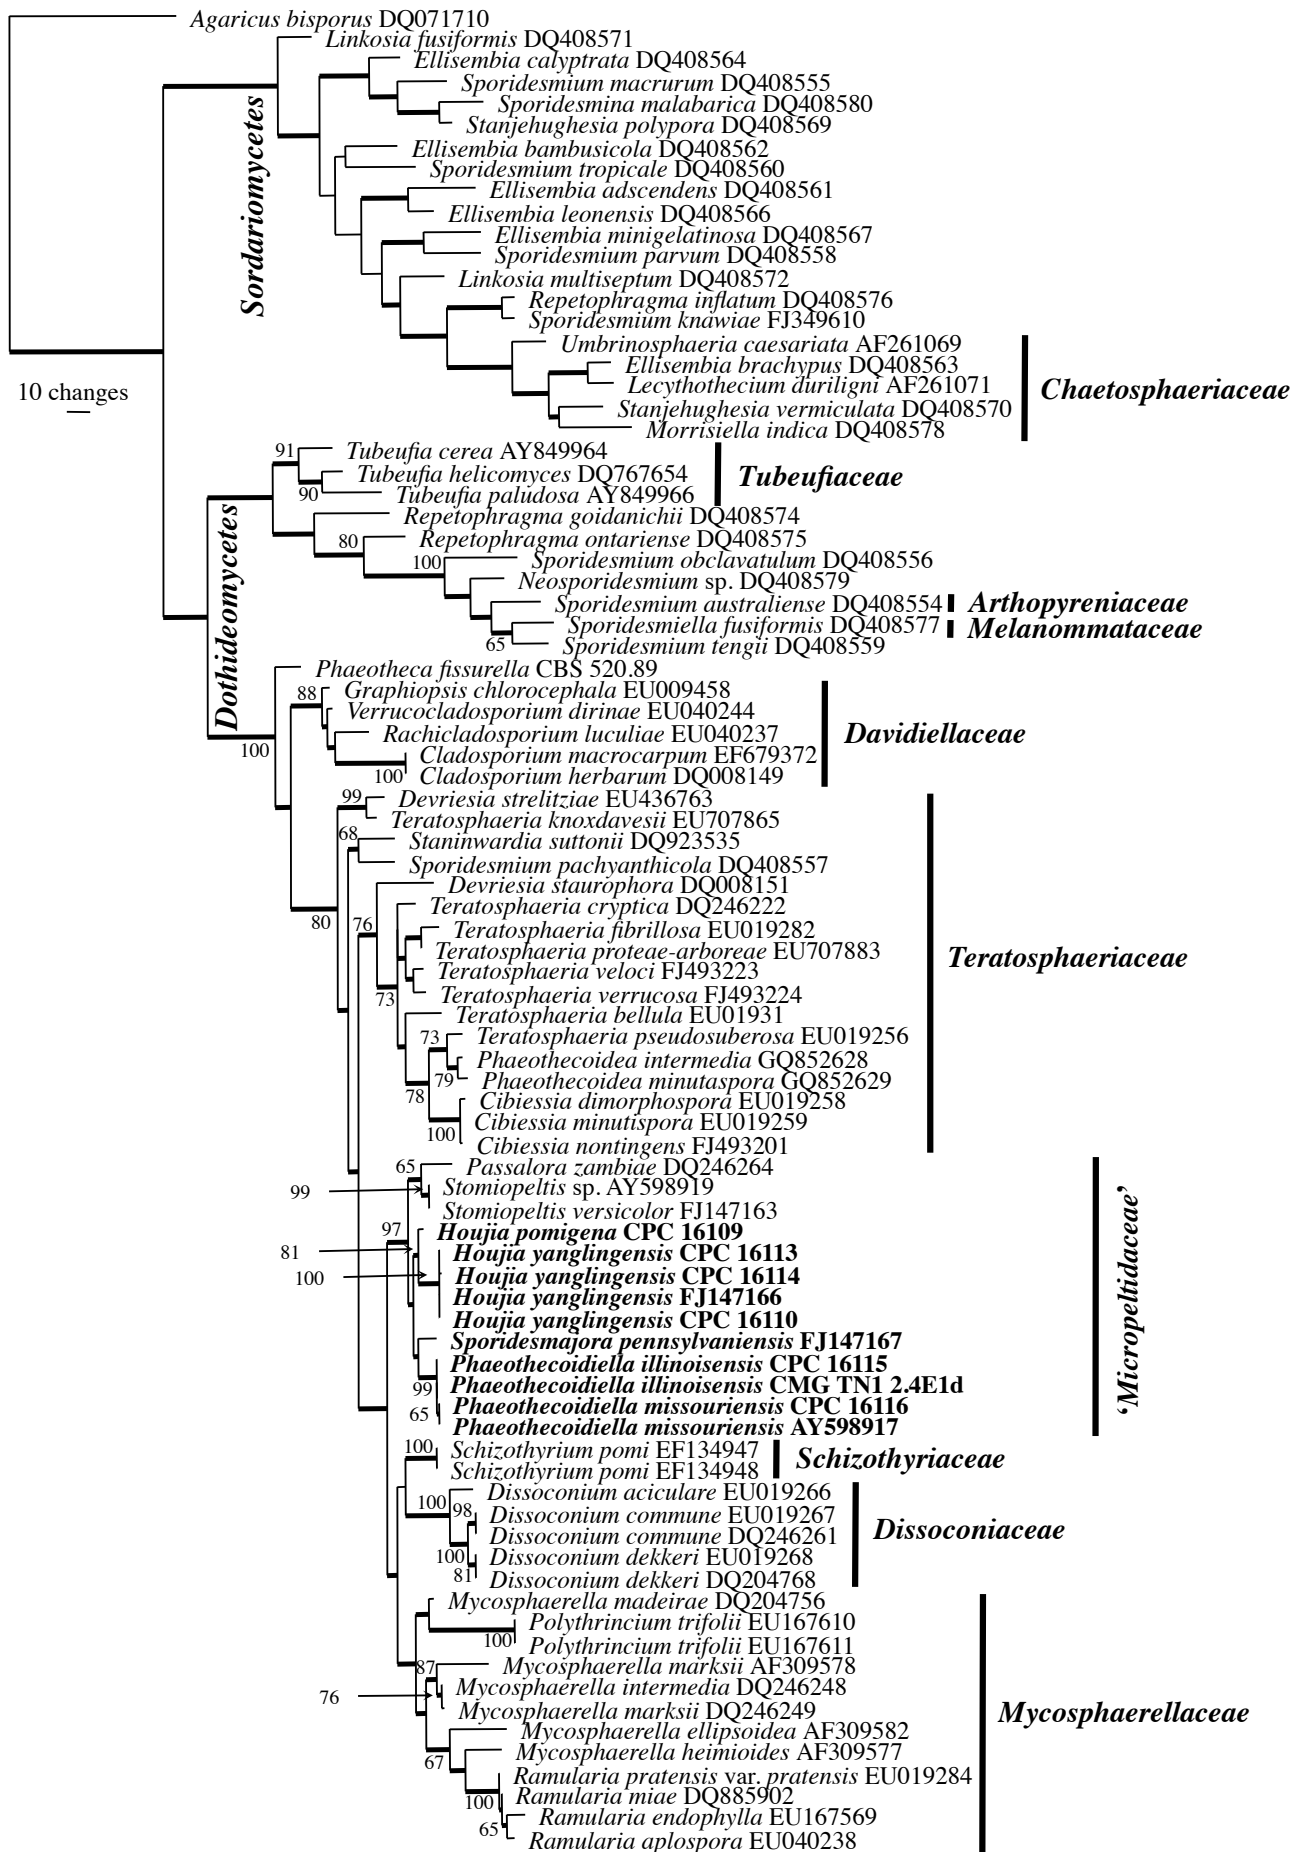 Agaricus bisporus DQ071710
Linkosia fusiformis DQ408571
Ellisembia calyptrata DQ408564
Sporidesmium macrurum DQ408555
Sporidesmina malabarica DQ408580
Stanjehughesia polypora DQ408569
Ellisembia bambusicola DQ408562
Sporidesmium tropicale DQ408560
Ellisembia adscendens DQ408561
Ellisembia leonensis DQ408566
Ellisembia minigelatinosa DQ408567
Sporidesmium parvum DQ408558
Linkosia multiseptum DQ408572
Repetophragma inflatum DQ408576
Sporidesmium knawiae FJ349610
Umbrinosphaeria caesariata AF261069
Ellisembia brachypus DQ408563
Lecythothecium duriligni AF261071
Stanjehughesia vermiculata DQ408570
Morrisiella indica DQ408578
Sordariomycetes
Chaetosphaeriaceae
10 changes
91
Tubeufia cerea AY849964
Tubeufia helicomyces DQ767654
90
Tubeufia paludosa AY849966
Tubeufiaceae
Repetophragma goidanichii DQ408574
80
Repetophragma ontariense DQ408575
100
Sporidesmium obclavatulum DQ408556
Neosporidesmium sp. DQ408579
Sporidesmium australiense DQ408554
Arthopyreniaceae
Sporidesmiella fusiformis DQ408577
Melanommataceae
65
Sporidesmium tengii DQ408559
Dothideomycetes
100
Phaeotheca fissurella CBS 520.89
88
Graphiopsis chlorocephala EU009458
Verrucocladosporium dirinae EU040244
Rachicladosporium luculiae EU040237
Cladosporium macrocarpum EF679372
100
Cladosporium herbarum DQ008149
Davidiellaceae
99
Devriesia strelitziae EU436763
Teratosphaeria knoxdavesii EU707865
68
Staninwardia suttonii DQ923535
Sporidesmium pachyanthicola DQ408557
80
76
Devriesia staurophora DQ008151
Teratosphaeria cryptica DQ246222
Teratosphaeria fibrillosa EU019282
Teratosphaeria proteae-arboreae EU707883
Teratosphaeria veloci FJ493223
73
Teratosphaeria verrucosa FJ493224
Teratosphaeria bellula EU01931
73
Teratosphaeria pseudosuberosa EU019256
Phaeothecoidea intermedia GQ852628
79
Phaeothecoidea minutaspora GQ852629
78
Cibiessia dimorphospora EU019258
Cibiessia minutispora EU019259
100
Cibiessia nontingens FJ493201
Teratosphaeriaceae
65
Passalora zambiae DQ246264
99
Stomiopeltis sp. AY598919
Stomiopeltis versicolor FJ147163
97
Houjia pomigena CPC 16109
81
Houjia yanglingensis CPC 16113
100
Houjia yanglingensis CPC 16114
Houjia yanglingensis FJ147166
Houjia yanglingensis CPC 16110
Sporidesmajora pennsylvaniensis FJ147167
Phaeothecoidiella illinoisensis CPC 16115
99
Phaeothecoidiella illinoisensis CMG TN1 2.4E1d
65
Phaeothecoidiella missouriensis CPC 16116
Phaeothecoidiella missouriensis AY598917
‘Micropeltidaceae’
100
Schizothyrium pomi EF134947
Schizothyrium pomi EF134948
Schizothyriaceae
100
Dissoconium aciculare EU019266
98
Dissoconium commune EU019267
Dissoconium commune DQ246261
100
Dissoconium dekkeri EU019268
81
Dissoconium dekkeri DQ204768
Dissoconiaceae
Mycosphaerella madeirae DQ204756
Polythrincium trifolii EU167610
100
Polythrincium trifolii EU167611
87
Mycosphaerella marksii AF309578
76
Mycosphaerella intermedia DQ246248
Mycosphaerella marksii DQ246249
Mycosphaerella ellipsoidea AF309582
67
Mycosphaerella heimioides AF309577
Ramularia pratensis var. pratensis EU019284
100
Ramularia miae DQ885902
Ramularia endophylla EU167569
65
Ramularia aplospora EU040238
Mycosphaerellaceae